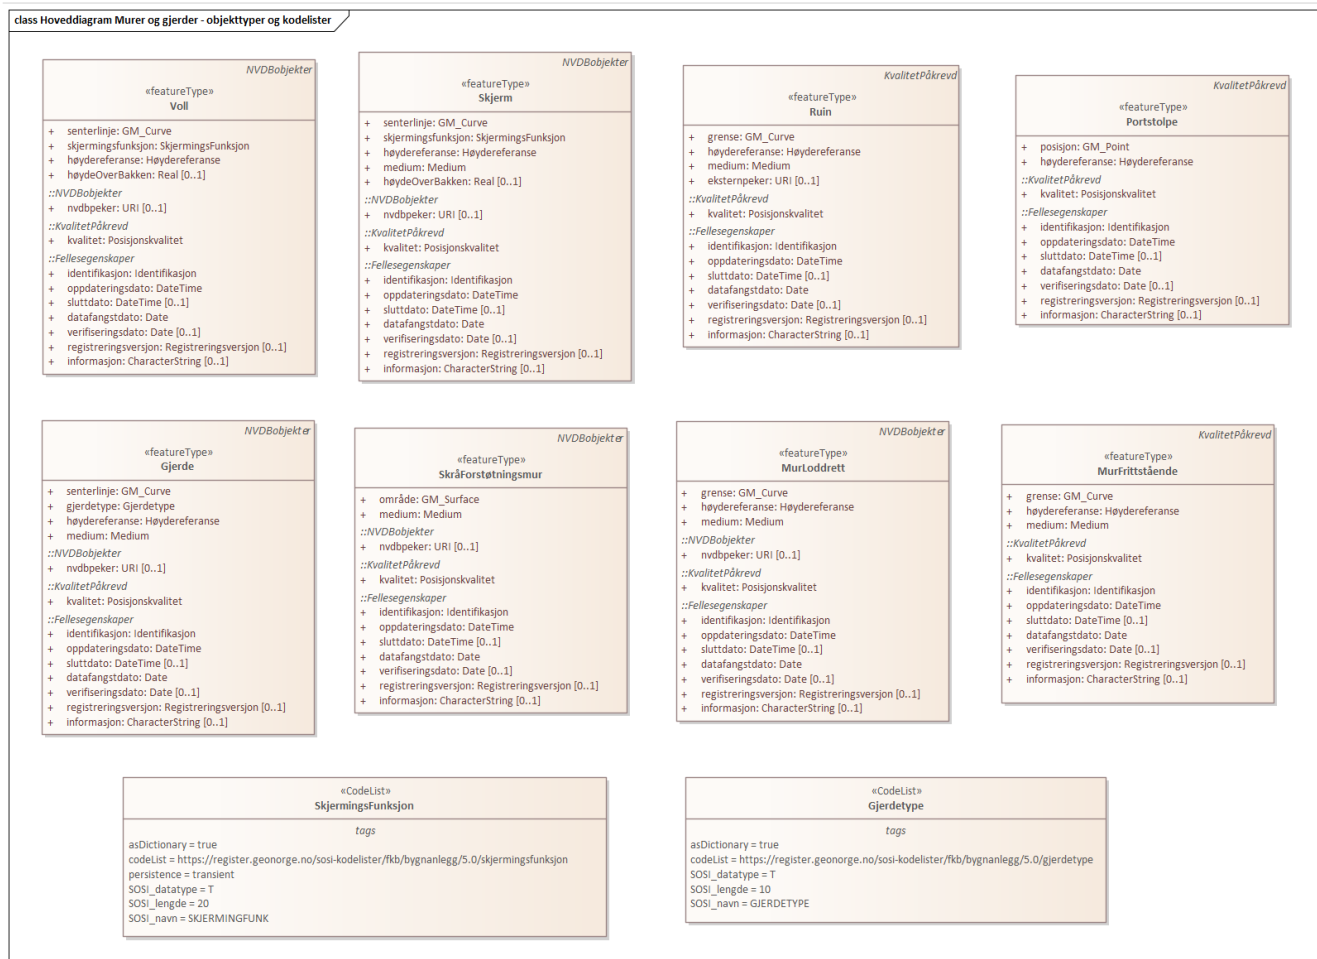 class Hoveddiagram Murer og gjerder - objekttyper og kodelister
NVDBobjekter
«featureType»
Voll
+ senterlinje: GM_Curve
+ skjermingsfunksjon: SkjermingsFunksjon
+ høydereferanse: Høydereferanse
+ høydeOverBakken: Real [0..1]
::NVDBobjekter
+ nvdbpeker: URI [0..1]
::KvalitetPåkrevd
+ kvalitet: Posisjonskvalitet
::Fellesegenskaper
+ identifikasjon: Identifikasjon
+ oppdateringsdato: DateTime
+ sluttdato: DateTime [0..1]
+ datafangstdato: Date
+ verifiseringsdato: Date [0..1]
+ registreringsversjon: Registreringsversjon [0..1]
+ informasjon: CharacterString [0..1]
NVDBobjekter
«featureType»
Skjerm
+ senterlinje: GM_Curve
+ skjermingsfunksjon: SkjermingsFunksjon
+ høydereferanse: Høydereferanse
+ medium: Medium
+ høydeOverBakken: Real [0..1]
::NVDBobjekter
+ nvdbpeker: URI [0..1]
::KvalitetPåkrevd
+ kvalitet: Posisjonskvalitet
::Fellesegenskaper
+ identifikasjon: Identifikasjon
+ oppdateringsdato: DateTime
+ sluttdato: DateTime [0..1]
+ datafangstdato: Date
+ verifiseringsdato: Date [0..1]
+ registreringsversjon: Registreringsversjon [0..1]
+ informasjon: CharacterString [0..1]
KvalitetPåkrevd
«featureType»
Ruin
+ grense: GM_Curve
+ høydereferanse: Høydereferanse
+ medium: Medium
+ eksternpeker: URI [0..1]
::KvalitetPåkrevd
+ kvalitet: Posisjonskvalitet
::Fellesegenskaper
+ identifikasjon: Identifikasjon
+ oppdateringsdato: DateTime
+ sluttdato: DateTime [0..1]
+ datafangstdato: Date
+ verifiseringsdato: Date [0..1]
+ registreringsversjon: Registreringsversjon [0..1]
+ informasjon: CharacterString [0..1]
KvalitetPåkrevd
«featureType»
Portstolpe
+ posisjon: GM_Point
+ høydereferanse: Høydereferanse
::KvalitetPåkrevd
+ kvalitet: Posisjonskvalitet
::Fellesegenskaper
+ identifikasjon: Identifikasjon
+ oppdateringsdato: DateTime
+ sluttdato: DateTime [0..1]
+ datafangstdato: Date
+ verifiseringsdato: Date [0..1]
+ registreringsversjon: Registreringsversjon [0..1]
+ informasjon: CharacterString [0..1]
NVDBobjekter
«featureType»
Gjerde
+ senterlinje: GM_Curve
+ gjerdetype: Gjerdetype
+ høydereferanse: Høydereferanse
+ medium: Medium
::NVDBobjekter
+ nvdbpeker: URI [0..1]
::KvalitetPåkrevd
+ kvalitet: Posisjonskvalitet
::Fellesegenskaper
+ identifikasjon: Identifikasjon
+ oppdateringsdato: DateTime
+ sluttdato: DateTime [0..1]
+ datafangstdato: Date
+ verifiseringsdato: Date [0..1]
+ registreringsversjon: Registreringsversjon [0..1]
+ informasjon: CharacterString [0..1]
NVDBobjekter
«featureType»
SkråForstøtningsmur
+ område: GM_Surface
+ medium: Medium
::NVDBobjekter
+ nvdbpeker: URI [0..1]
::KvalitetPåkrevd
+ kvalitet: Posisjonskvalitet
::Fellesegenskaper
+ identifikasjon: Identifikasjon
+ oppdateringsdato: DateTime
+ sluttdato: DateTime [0..1]
+ datafangstdato: Date
+ verifiseringsdato: Date [0..1]
+ registreringsversjon: Registreringsversjon [0..1]
+ informasjon: CharacterString [0..1]
NVDBobjekter
«featureType»
MurLoddrett
+ grense: GM_Curve
+ høydereferanse: Høydereferanse
+ medium: Medium
::NVDBobjekter
+ nvdbpeker: URI [0..1]
::KvalitetPåkrevd
+ kvalitet: Posisjonskvalitet
::Fellesegenskaper
+ identifikasjon: Identifikasjon
+ oppdateringsdato: DateTime
+ sluttdato: DateTime [0..1]
+ datafangstdato: Date
+ verifiseringsdato: Date [0..1]
+ registreringsversjon: Registreringsversjon [0..1]
+ informasjon: CharacterString [0..1]
KvalitetPåkrevd
«featureType»
MurFrittstående
+ grense: GM_Curve
+ høydereferanse: Høydereferanse
+ medium: Medium
::KvalitetPåkrevd
+ kvalitet: Posisjonskvalitet
::Fellesegenskaper
+ identifikasjon: Identifikasjon
+ oppdateringsdato: DateTime
+ sluttdato: DateTime [0..1]
+ datafangstdato: Date
+ verifiseringsdato: Date [0..1]
+ registreringsversjon: Registreringsversjon [0..1]
+ informasjon: CharacterString [0..1]
«CodeList»
SkjermingsFunksjon
tags
asDictionary = true
codeList = https://register.geonorge.no/sosi-kodelister/fkb/bygnanlegg/5.0/skjermingsfunksjon
persistence = transient
SOSI_datatype = T
SOSI_lengde = 20
SOSI_navn = SKJERMINGFUNK
«CodeList»
Gjerdetype
tags
asDictionary = true
codeList = https://register.geonorge.no/sosi-kodelister/fkb/bygnanlegg/5.0/gjerdetype
SOSI_datatype = T
SOSI_lengde = 10
SOSI_navn = GJERDETYPE